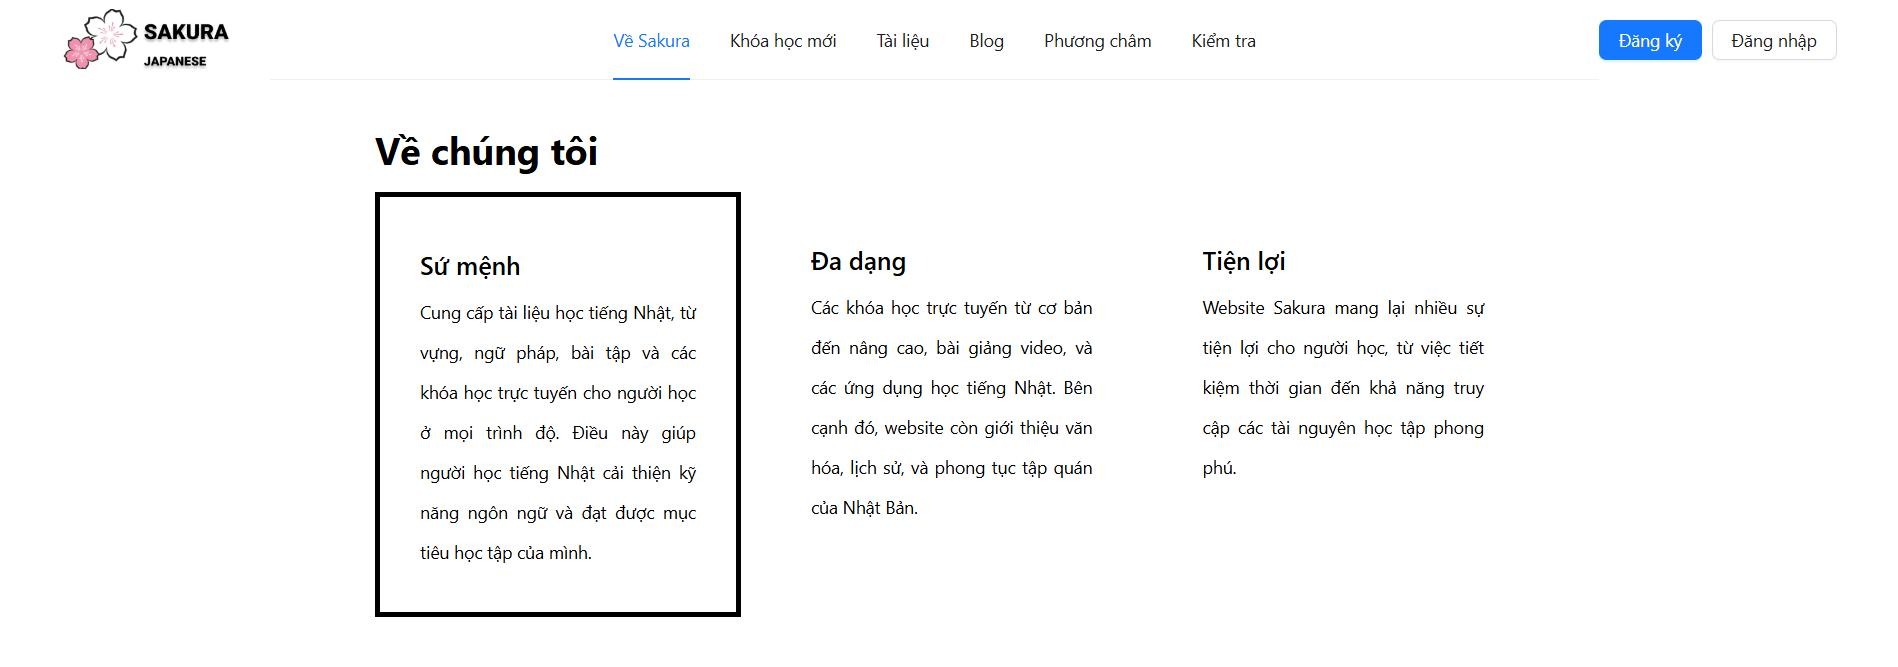 SAKURA
JAPANESE
Về Sakura
Khóa học mới
Tài liệu
Blog
Phương châm
Kiểm tra
Đăng ký
Đăng nhập
Về chúng tôi
Sứ mệnh
Cung cấp tài liệu học tiếng Nhật, từ
vựng, ngữ pháp, bài tập và các
khóa học trực tuyến cho người học
ở mọi trình độ. Điều này giúp
người học tiếng Nhật cải thiện kỹ
năng ngôn ngữ và đạt được mục
tiêu học tập của mình.
Đa dạng
Các khóa học trực tuyến từ cơ bản
đến nâng cao, bài giảng video, và
các ứng dụng học tiếng Nhật. Bên
cạnh đó, website còn giới thiệu văn
hóa, lịch sử, và phong tục tập quán
của Nhật Bản.
Tiện lợi
Website Sakura mang lại nhiều sự
tiện lợi cho người học, từ việc tiết
kiệm thời gian đến khả năng truy
cập các tài nguyên học tập phong
phú.